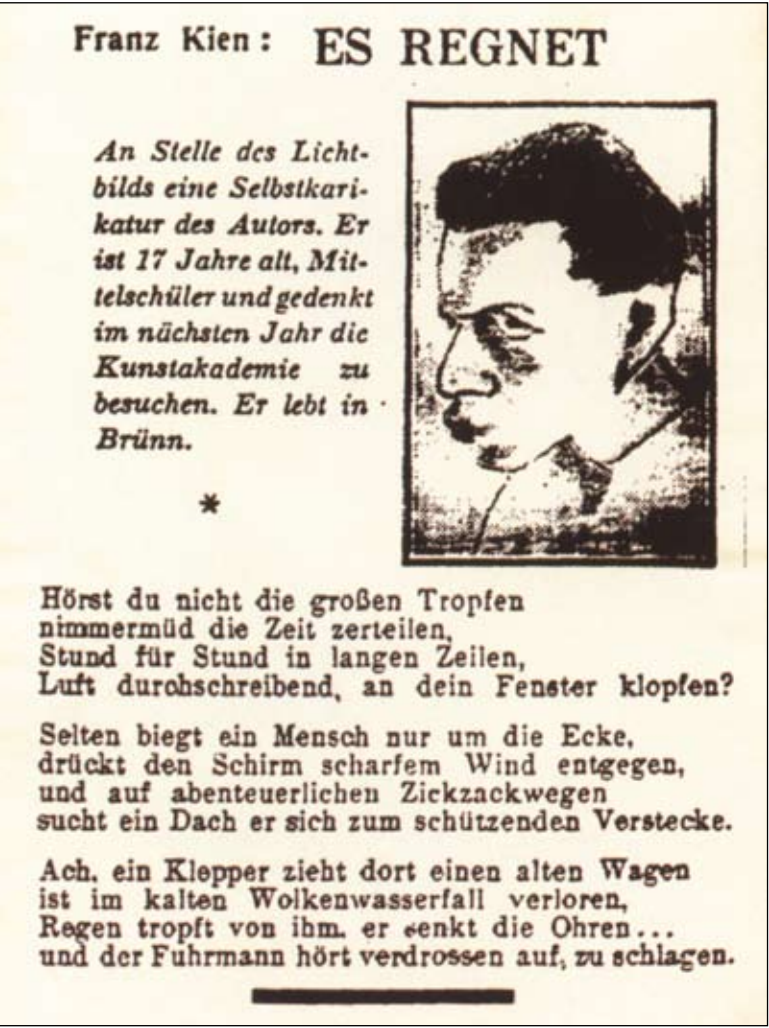 Franz Kien: ES REGNET
An Stelle des Licht-
bilds eine Selbstkari-
katur des Autors. Er
ist 17 Jahre alt, Mit-
telschüler und gedenkt
im nächsten Jahr die
Kunstakademie zu
besuchen. Er lebt in
Brünn.
*
Hörst du nicht die großen Tropfen
nimmermüd die Zeit zerteilen,
Stund für Stund in langen Zeilen,
Luft durchschreibend, an dein Fenster klopfen?
Selten biegt ein Mensch nur um die Ecke,
drückt den Schirm scharfem Wind entgegen,
und auf abenteuerlichen Zickzackwegen
sucht ein Dach er sich zum schützenden Verstecke.
Ach, ein Klepper zieht dort einen alten Wagen
ist im kalten Wolkenwasserfall verloren,
Regen tropft von ihm, er senkt die Ohren...
und der Fuhrmann hört verdrossen auf, zu schlagen.